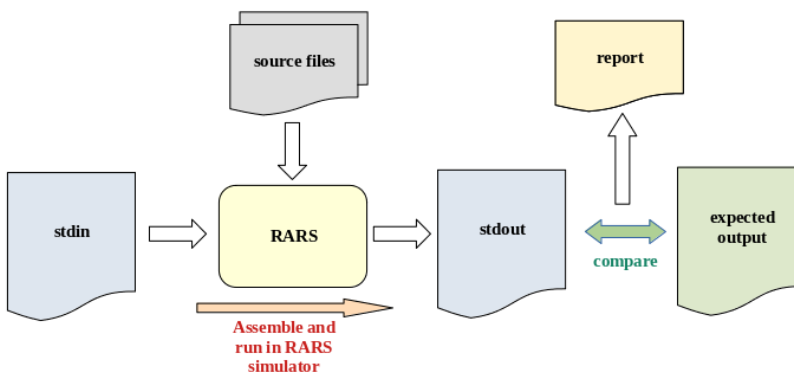 source files
report
stdin
RARS
stdout
expected
output
compare
Assemble and
run in RARS
simulator